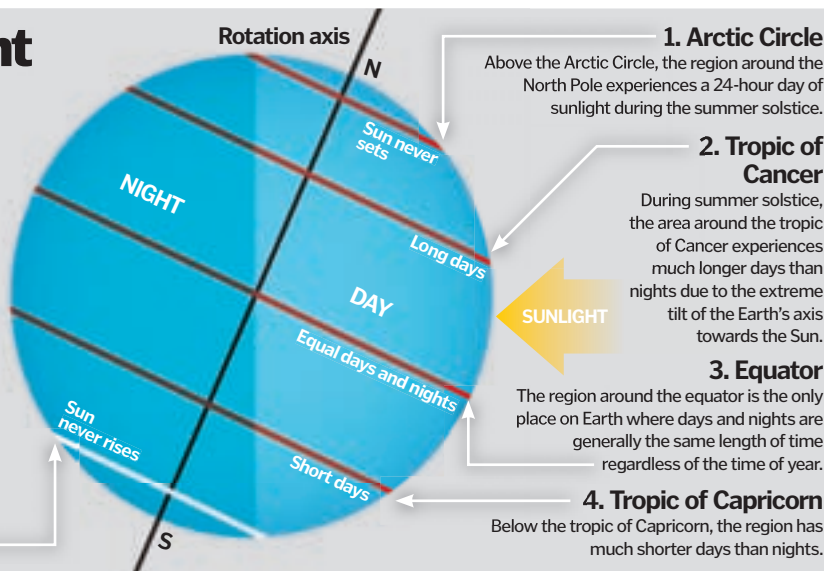 nt
Rotation axis
N
1. Arctic Circle
Above the Arctic Circle, the region around the
North Pole experiences a 24-hour day of
sunlight during the summer solstice.
Sun never
sets
2. Tropic of
Cancer
During summer solstice,
the area around the tropic
of Cancer experiences
much longer days than
nights due to the extreme
tilt of the Earth's axis
towards the Sun.
NIGHT
Long days
DAY
SUNLIGHT
Equal days and nights
3. Equator
The region around the equator is the only
place on Earth where days and nights are
generally the same length of time
regardless of the time of year.
Sun
never rises
Short days
4. Tropic of Capricorn
Below the tropic of Capricorn, the region has
much shorter days than nights.
S